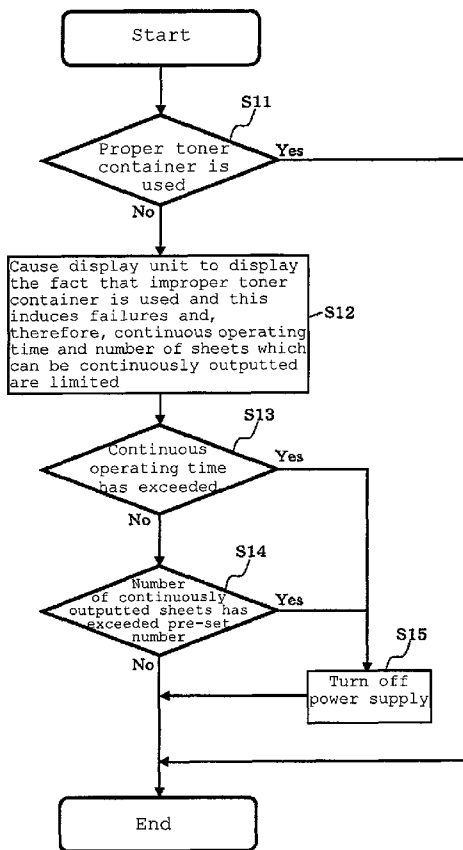 Start
S11
Proper toner
container is
used
Yes
No
Cause display unit to display
the fact that improper toner
container is used and this
induces failures and,
therefore, continuous operating
time and number of sheets which
can be continuously outputted
are limited
S12
S13
Continuous
operating time
has exceeded
Yes
No
S14
Number
of continuously
outputted sheets has
exceeded pre-set
number
Yes
No
S15
Turn off
power supply
End